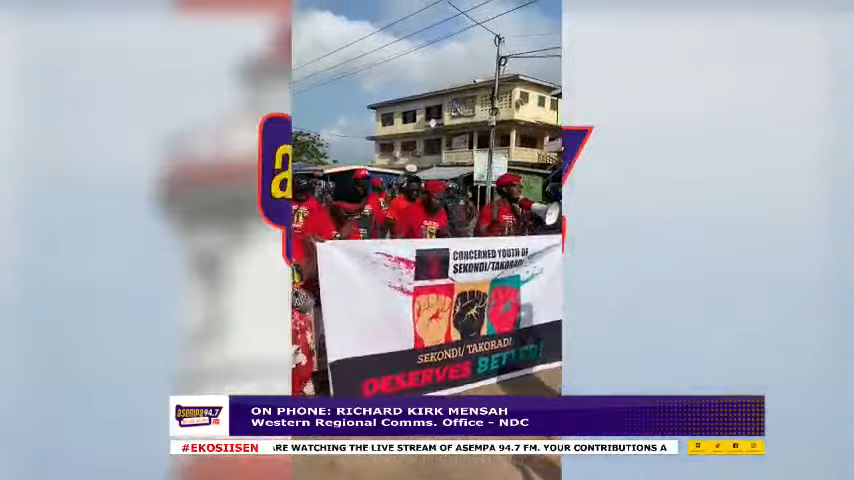 CONCERNED YOUTH OF
SEKONDI/TAKORADI
SEKONDI/ TAKORADI
DESERVES BETTER!
asempa 94.7
ON PHONE: RICHARD KIRK MENSAH
Western Regional Comms. Office - NDC
#EKOSIISEN
ARE WATCHING THE LIVE STREAM OF ASEMPA 94.7 FM. YOUR CONTRIBUTIONS A